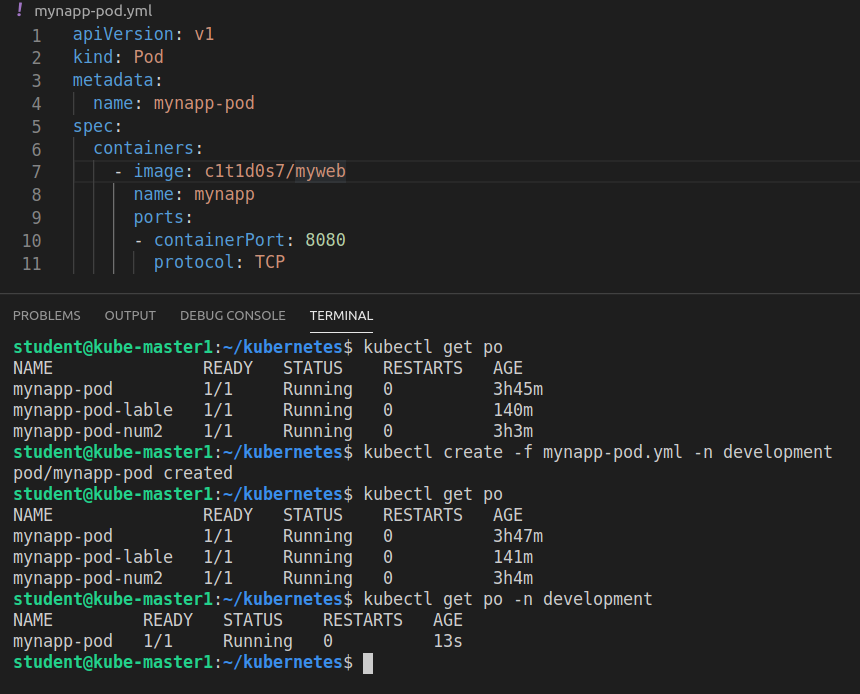 ! mynapp-pod.yml
1 apiVersion: v1
2 kind: Pod
3 metadata:
4   name: mynapp-pod
5 spec:
6   containers:
7     - image: c1t1d0s7/myweb
8       name: mynapp
9       ports:
10       - containerPort: 8080
11         protocol: TCP
PROBLEMS OUTPUT DEBUG CONSOLE TERMINAL
student@kube-master1:~/kubernetes$ kubectl get po
NAME               READY   STATUS    RESTARTS   AGE
mynapp-pod         1/1     Running   0          3h45m
mynapp-pod-lable   1/1     Running   0          140m
mynapp-pod-num2    1/1     Running   0          3h3m
student@kube-master1:~/kubernetes$ kubectl create -f mynapp-pod.yml -n development
pod/mynapp-pod created
student@kube-master1:~/kubernetes$ kubectl get po
NAME               READY   STATUS    RESTARTS   AGE
mynapp-pod         1/1     Running   0          3h47m
mynapp-pod-lable   1/1     Running   0          141m
mynapp-pod-num2    1/1     Running   0          3h4m
student@kube-master1:~/kubernetes$ kubectl get po -n development
NAME         READY   STATUS    RESTARTS   AGE
mynapp-pod   1/1     Running   0          13s
student@kube-master1:~/kubernetes$